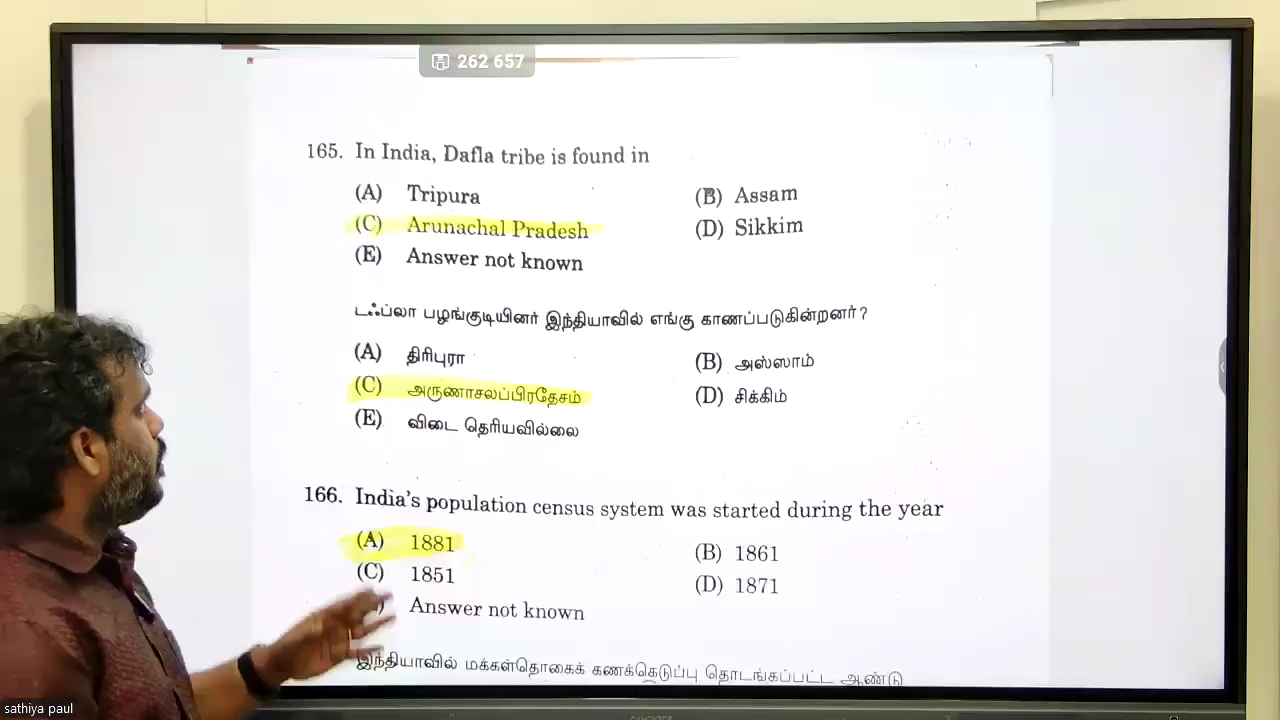 262 657
165. In India, Dafla tribe is found in
(A) Tripura (B) Assam
(C) Arunachal Pradesh (D) Sikkim
(E) Answer not known
டஃப்லா பழங்குடியினர் இந்தியாவில் எங்கு காணப்படுகின்றனர்?
(A) திரிபுரா (B) அஸ்ஸாம்
(C) அருணாசலப்பிரதேசம் (D) சிக்கிம்
(E) விடை தெரியவில்லை
166. India's population census system was started during the year
(A) 1881 (B) 1861
(C) 1851 (D) 1871
Answer not known
இந்தியாவில் மக்கள்தொகைக் கணக்கெடுப்பு தொடங்கப்பட்ட ஆண்டு
sathiya paul